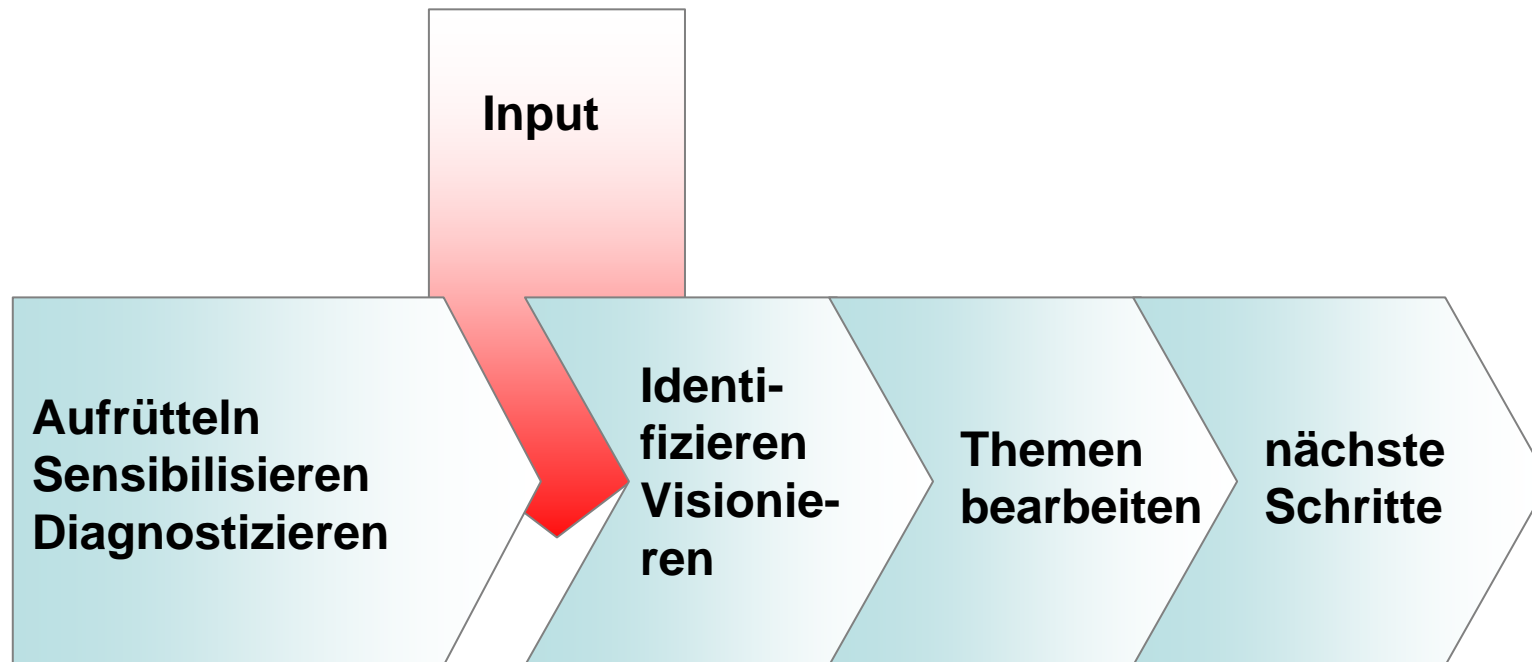 Input
Aufrütteln
Sensibilisieren
Diagnostizieren
Identi-
fizieren
Visionie-
ren
Themen
bearbeiten
nächste
Schritte